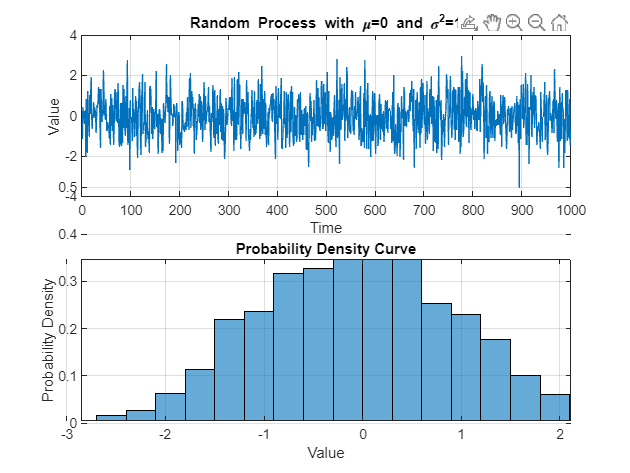 Random Process with μ=0 and σ²=1
4
2
0
-2
0.5
-4
Value
0 100 200 300 400 500 600 700 800 900 1000
Time
0.4
Probability Density Curve
0.3
0.2
0.1
0
Probability Density
-3 -2 -1 0 1 2
Value